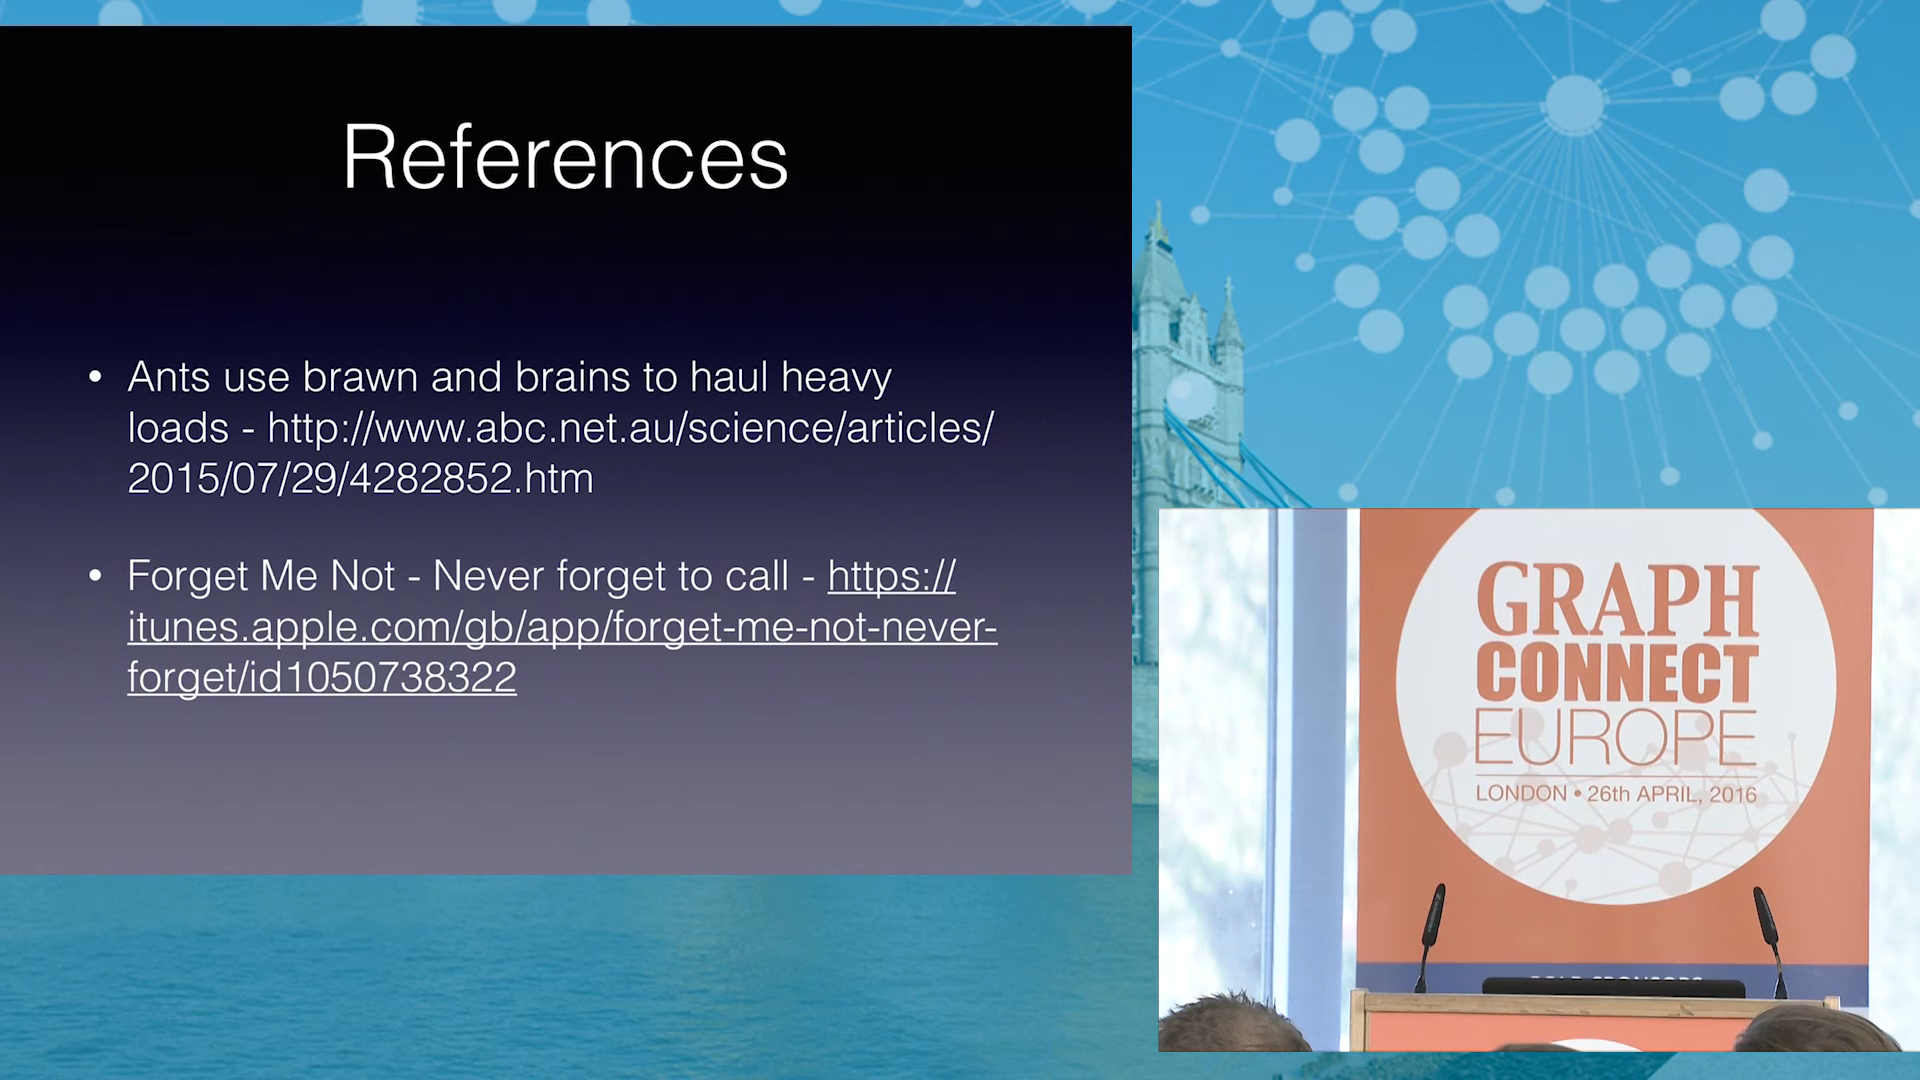 References
• Ants use brawn and brains to haul heavy
loads - http://www.abc.net.au/science/articles/
2015/07/29/4282852.htm
• Forget Me Not - Never forget to call - https://
itunes.apple.com/gb/app/forget-me-not-never-
forget/id1050738322
GRAPH
CONNECT
EUROPE
LONDON • 26th APRIL, 2016